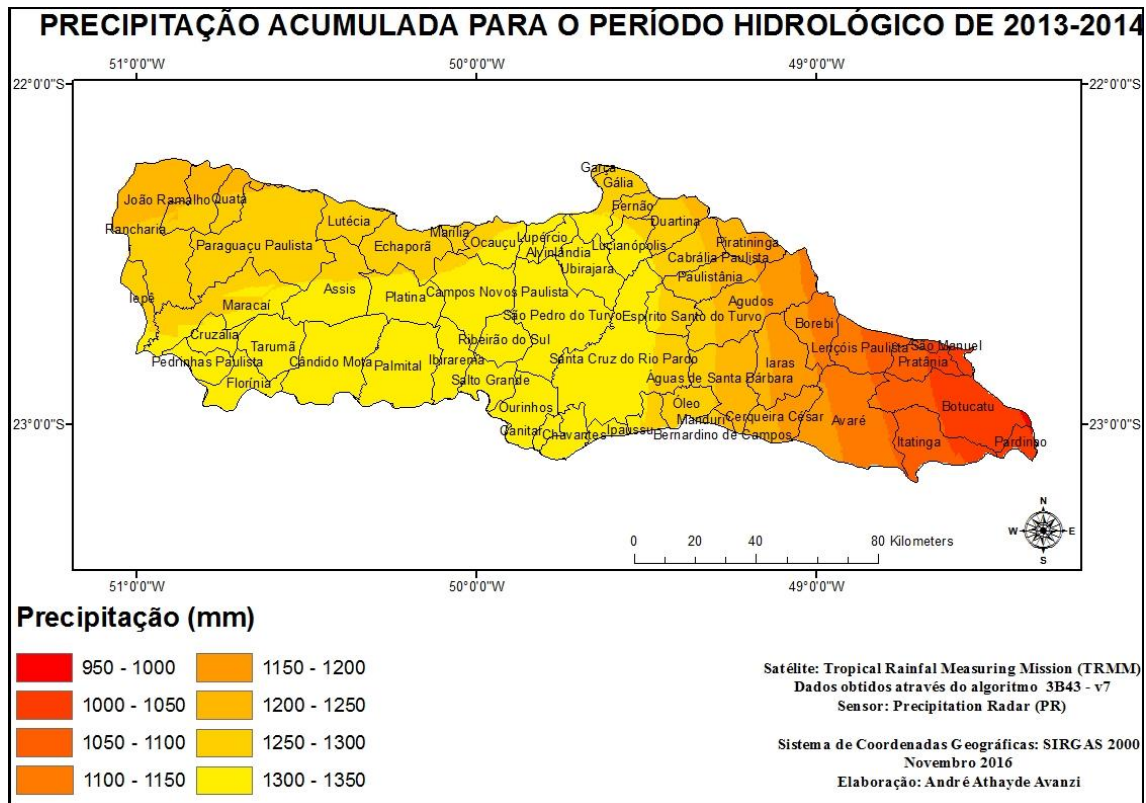 PRECIPITAÇÃO ACUMULADA PARA O PERÍODO HIDROLÓGICO DE 2013-2014
51°0'0"W 50°0'0"W 49°0'0"W
22°0'0"S 22°0'0"S
Garça
Gália
João Ramalho Quatá Fernão
Rancharia Lutécia Duartina
Marília Lupércio
Paraguaçu Paulista Echaporã Ocauçu Alvinlândia Lucianópolis Piratininga
Cabrália Paulista
Ubirajara Paulistânia
Iepê Maracaí Assis Platina Campos Novos Paulista Agudos
São Pedro do Turvo Espírito Santo do Turvo Borebi
Cruzália Tarumã Ribeirão do Sul Lençóis Paulista São Manuel
Pedrinhas Paulista Cândido Mota Palmital Ibirarema Santa Cruz do Rio Pardo Iaras Pratânia
Florínia Salto Grande Águas de Santa Bárbara
Ourinhos Óleo Botucatu
Canitar Chavantes Ipaussu Manduri Cerqueira César Avaré
Bernardino de Campos Itatinga Pardinho
23°0'0"S 23°0'0"S
N
W E
S
0 20 40 60 80 Kilometers
51°0'0"W 50°0'0"W 49°0'0"W
Precipitação (mm)
950 - 1000 1150 - 1200
1000 - 1050 1200 - 1250
1050 - 1100 1250 - 1300
1100 - 1150 1300 - 1350
Satélite: Tropical Rainfal Measuring Mission (TRMM)
Dados obtidos através do algoritmo 3B43 - v7
Sensor: Precipitation Radar (PR)
Sistema de Coordenadas Geográficas: SIRGAS 2000
Novembro 2016
Elaboração: André Athayde Avanzi